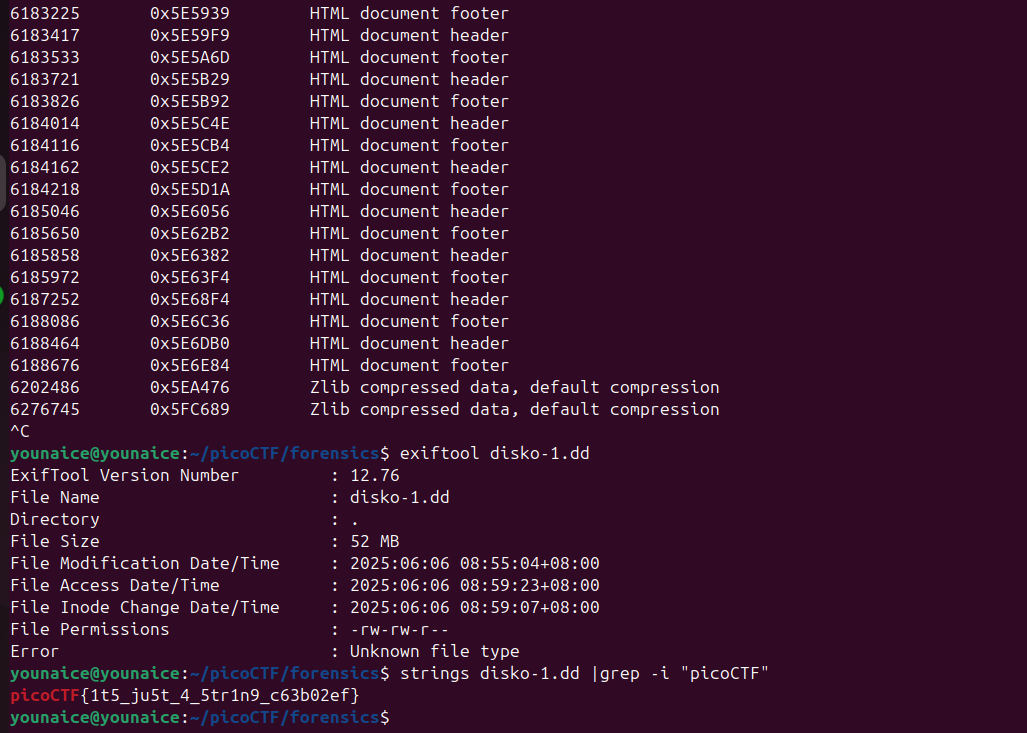 6183225 0x5E5939 HTML document footer
6183417 0x5E59F9 HTML document header
6183533 0x5E5A6D HTML document footer
6183721 0x5E5B29 HTML document header
6183826 0x5E5B92 HTML document footer
6184014 0x5E5C4E HTML document header
6184116 0x5E5CB4 HTML document footer
6184162 0x5E5CE2 HTML document header
6184218 0x5E5D1A HTML document footer
6185046 0x5E6056 HTML document header
6185650 0x5E62B2 HTML document footer
6185858 0x5E6382 HTML document header
6185972 0x5E63F4 HTML document footer
6187252 0x5E68F4 HTML document header
6188086 0x5E6C36 HTML document footer
6188464 0x5E6DB0 HTML document header
6188676 0x5E6E84 HTML document footer
6202486 0x5EA476 Zlib compressed data, default compression
6276745 0x5FC689 Zlib compressed data, default compression
^C
younaice@younaice:~/picoCTF/forensics$ exiftool disko-1.dd
ExifTool Version Number : 12.76
File Name : disko-1.dd
Directory : .
File Size : 52 MB
File Modification Date/Time : 2025:06:06 08:55:04+08:00
File Access Date/Time : 2025:06:06 08:59:23+08:00
File Inode Change Date/Time : 2025:06:06 08:59:07+08:00
File Permissions : -rw-rw-r--
Error : Unknown file type
younaice@younaice:~/picoCTF/forensics$ strings disko-1.dd |grep -i "picoCTF"
picoCTF{1t5_ju5t_4_5tr1n9_c63b02ef}
younaice@younaice:~/picoCTF/forensics$